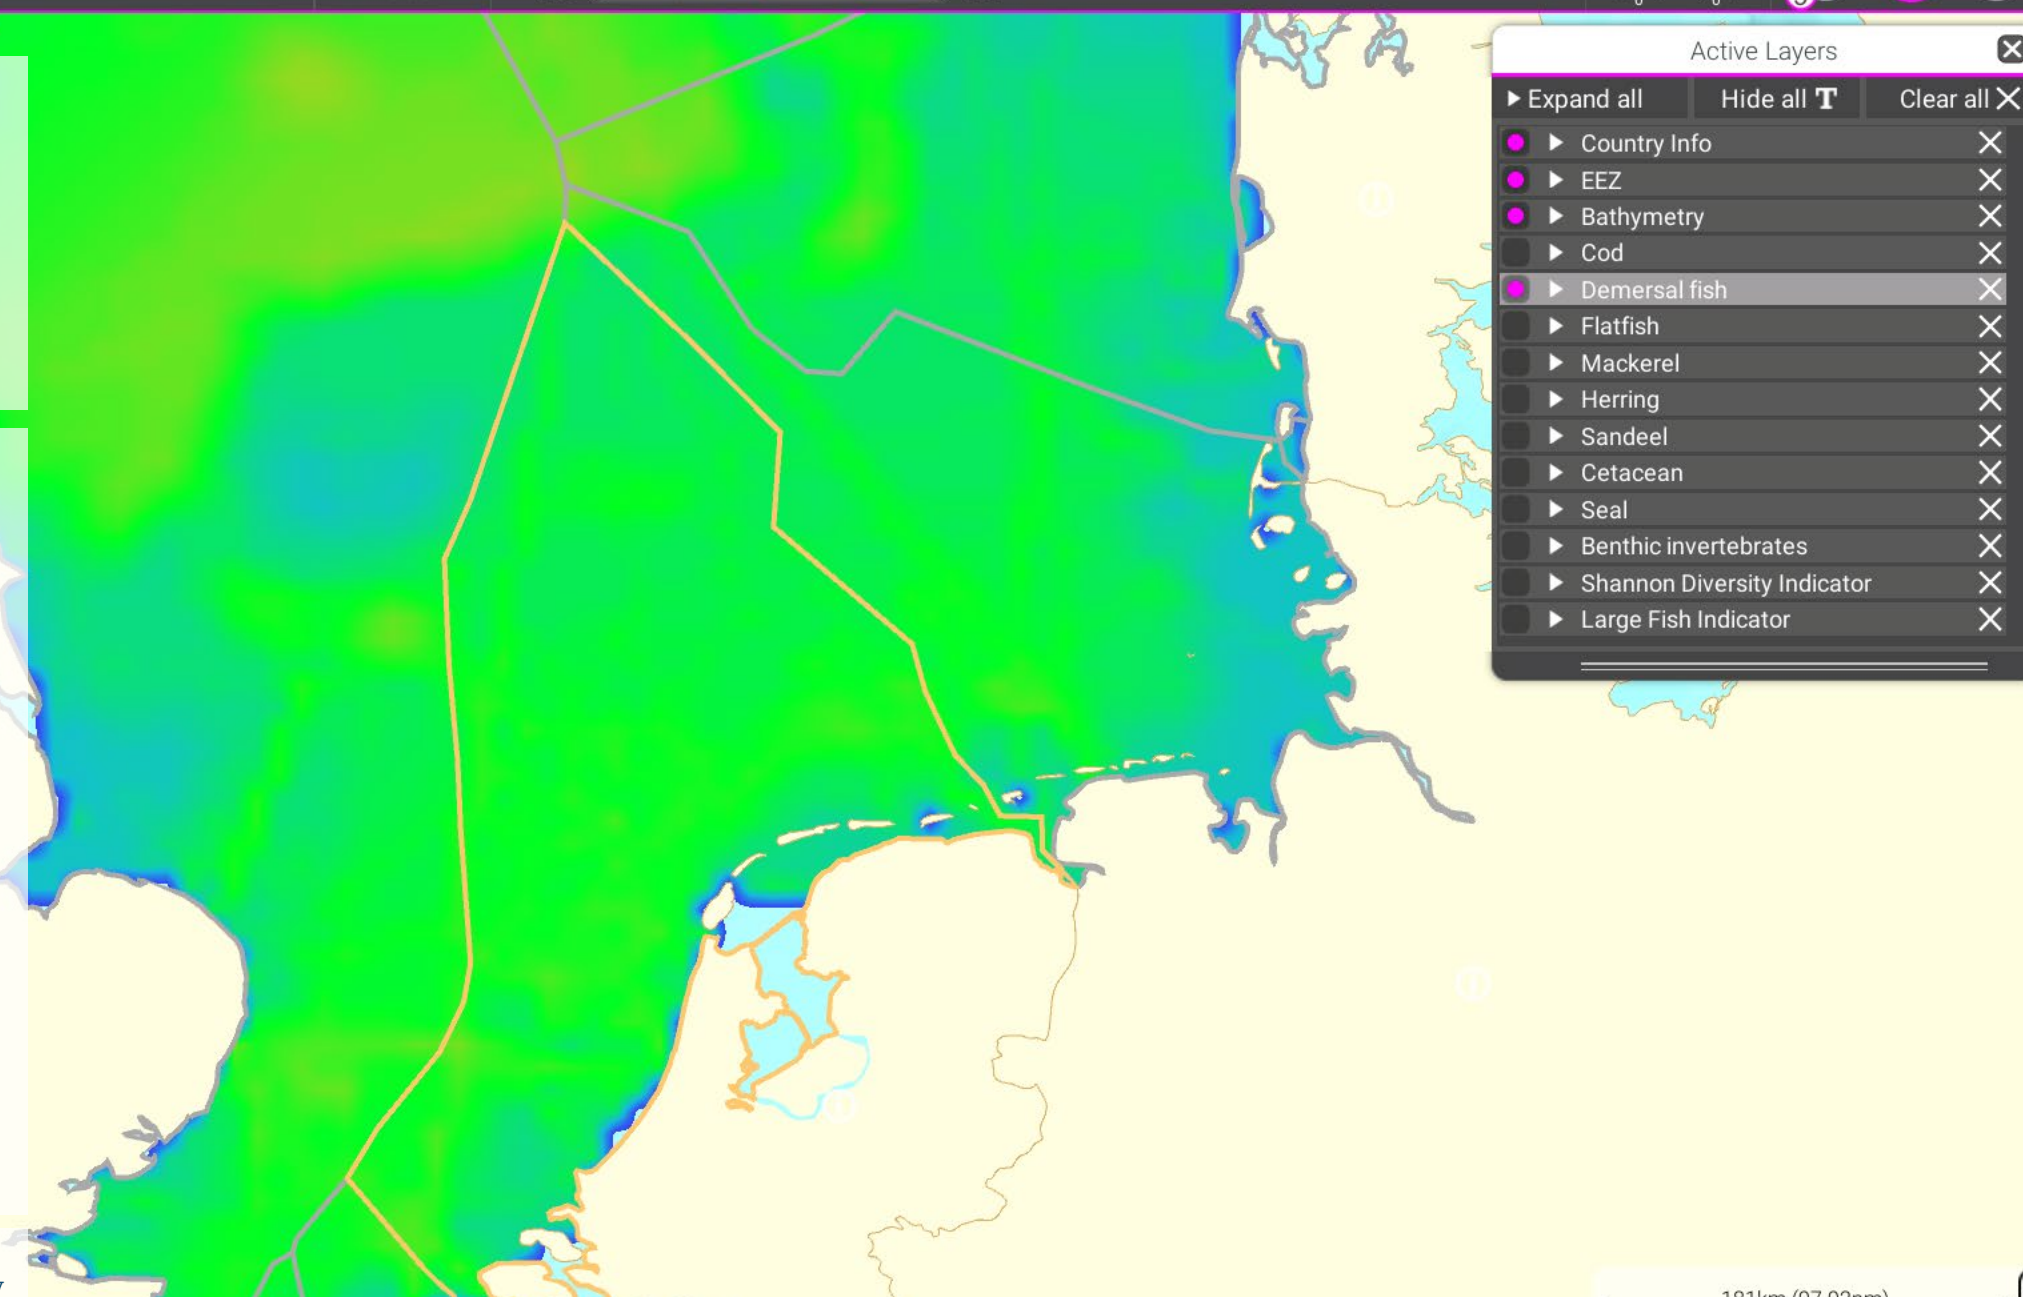 Active Layers
Expand all Hide all T Clear all
Country Info
EEZ
Bathymetry
Cod
Demersal fish
Flatfish
Mackerel
Herring
Sandeel
Cetacean
Seal
Benthic invertebrates
Shannon Diversity Indicator
Large Fish Indicator